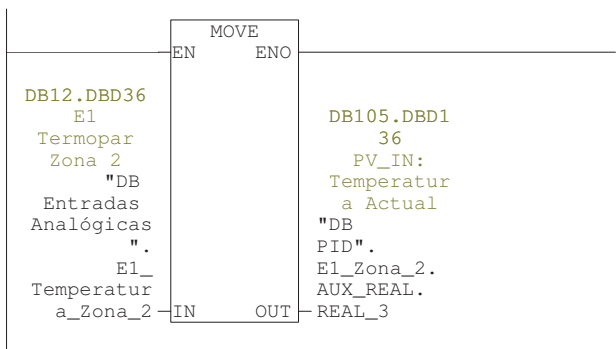 MOVE
EN ENO
DB12.DBD36
E1
Termopar
Zona 2
"DB
Entradas
Analógicas
".
E1_
Temperatur
a_Zona_2
IN OUT
DB105.DBD1
36
PV_IN:
Temperatur
a Actual
"DB
PID".
E1_Zona_2.
AUX_REAL.
REAL_3